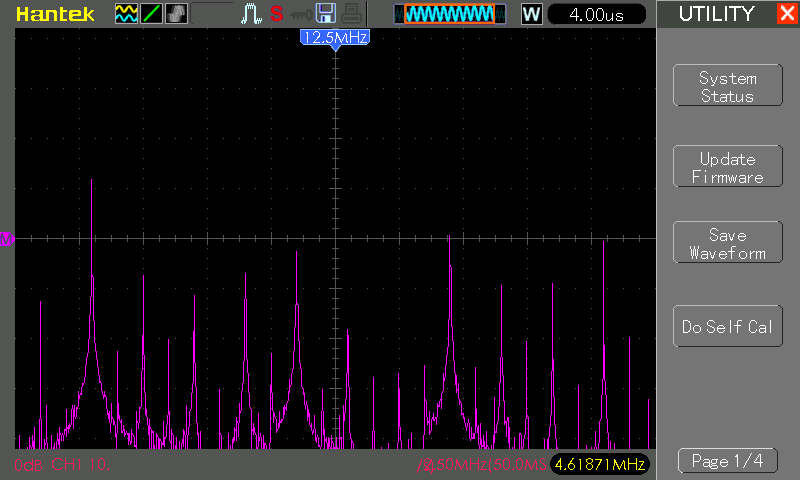 Hantek
S
W
4.00us
UTILITY
12.5MHz
System
Status
Update
Firmware
M
Save
Waveform
Do Self Cal
0dB CH1 10.
.50MHz(50.0MS
4.61871MHz
Page 1/4